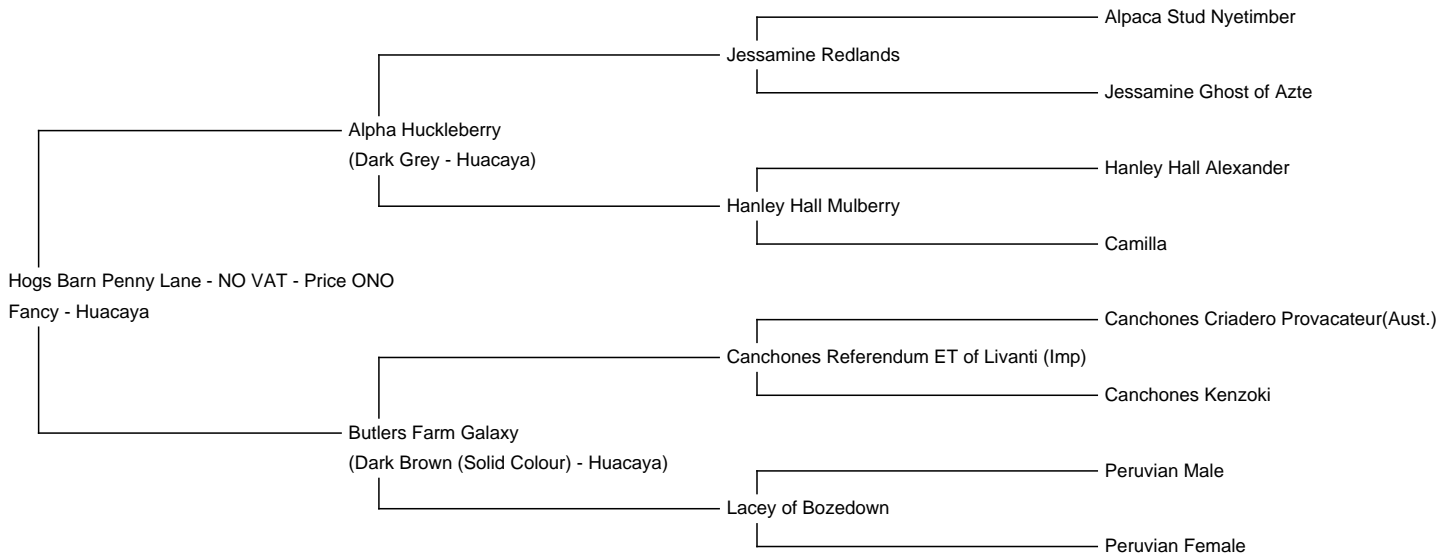 Alpaca Stud Nyetimber
Jessamine Redlands
Jessamine Ghost of Azte
Alpha Huckleberry
(Dark Grey - Huacaya)
Hanley Hall Alexander
Hanley Hall Mulberry
Camilla
Hogs Barn Penny Lane - NO VAT - Price ONO
Fancy - Huacaya
Canchones Criadero Provacateur(Aust.)
Canchones Referendum ET of Livanti (Imp)
Canchones Kenzoki
Butlers Farm Galaxy
(Dark Brown (Solid Colour) - Huacaya)
Peruvian Male
Lacey of Bozedown
Peruvian Female